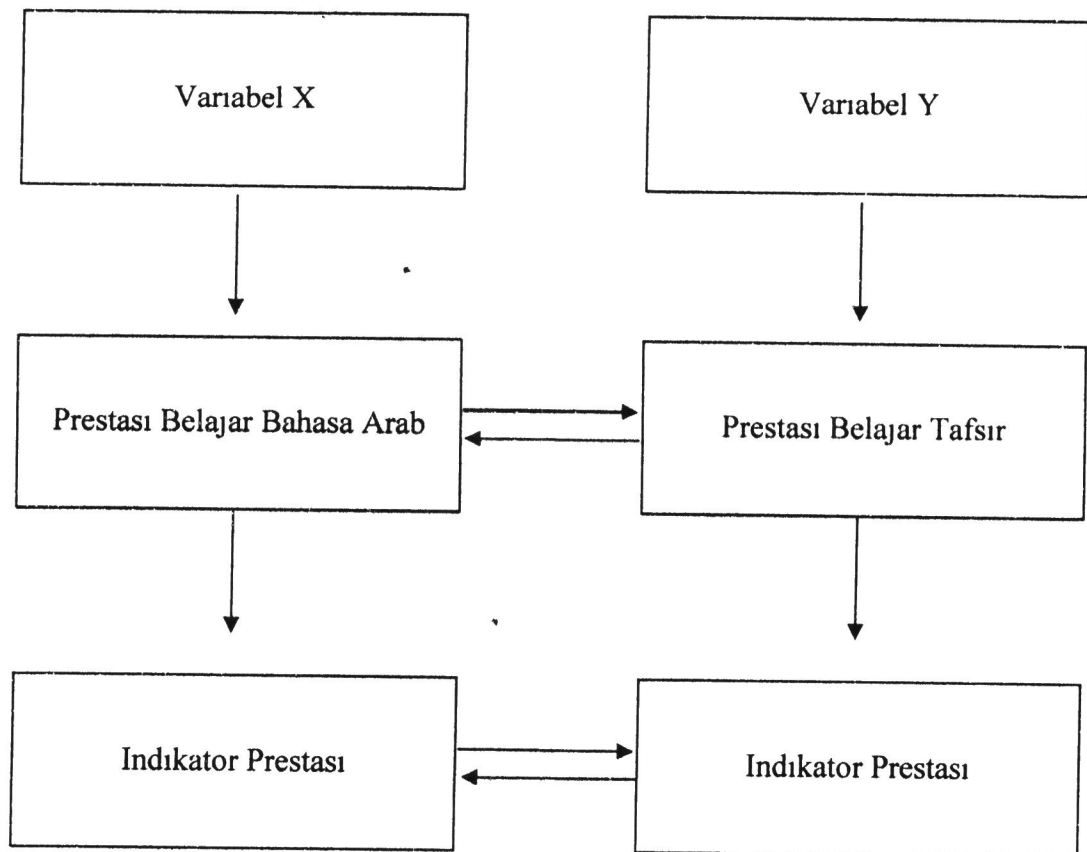 Variabel X
Variabel Y
Prestasi Belajar Bahasa Arab
Prestasi Belajar Tafsir
Indikator Prestasi
Indikator Prestasi